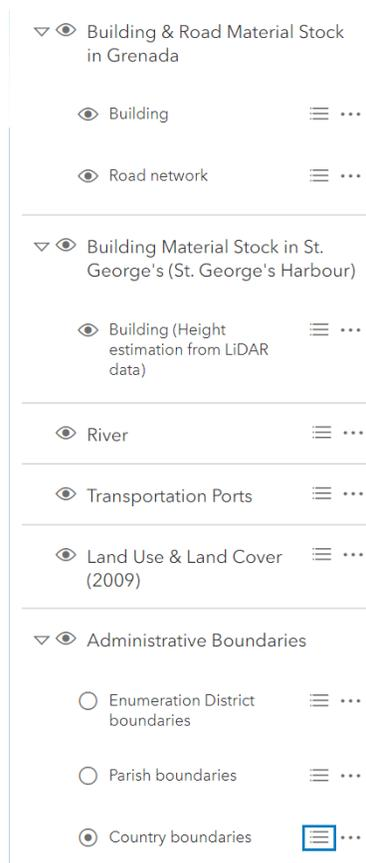 Building & Road Material Stock
in Grenada
Building
Road network
Building Material Stock in St.
George's (St. George's Harbour)
Building (Height
estimation from LiDAR
data)
River
Transportation Ports
Land Use & Land Cover
(2009)
Administrative Boundaries
Enumeration District
boundaries
Parish boundaries
Country boundaries